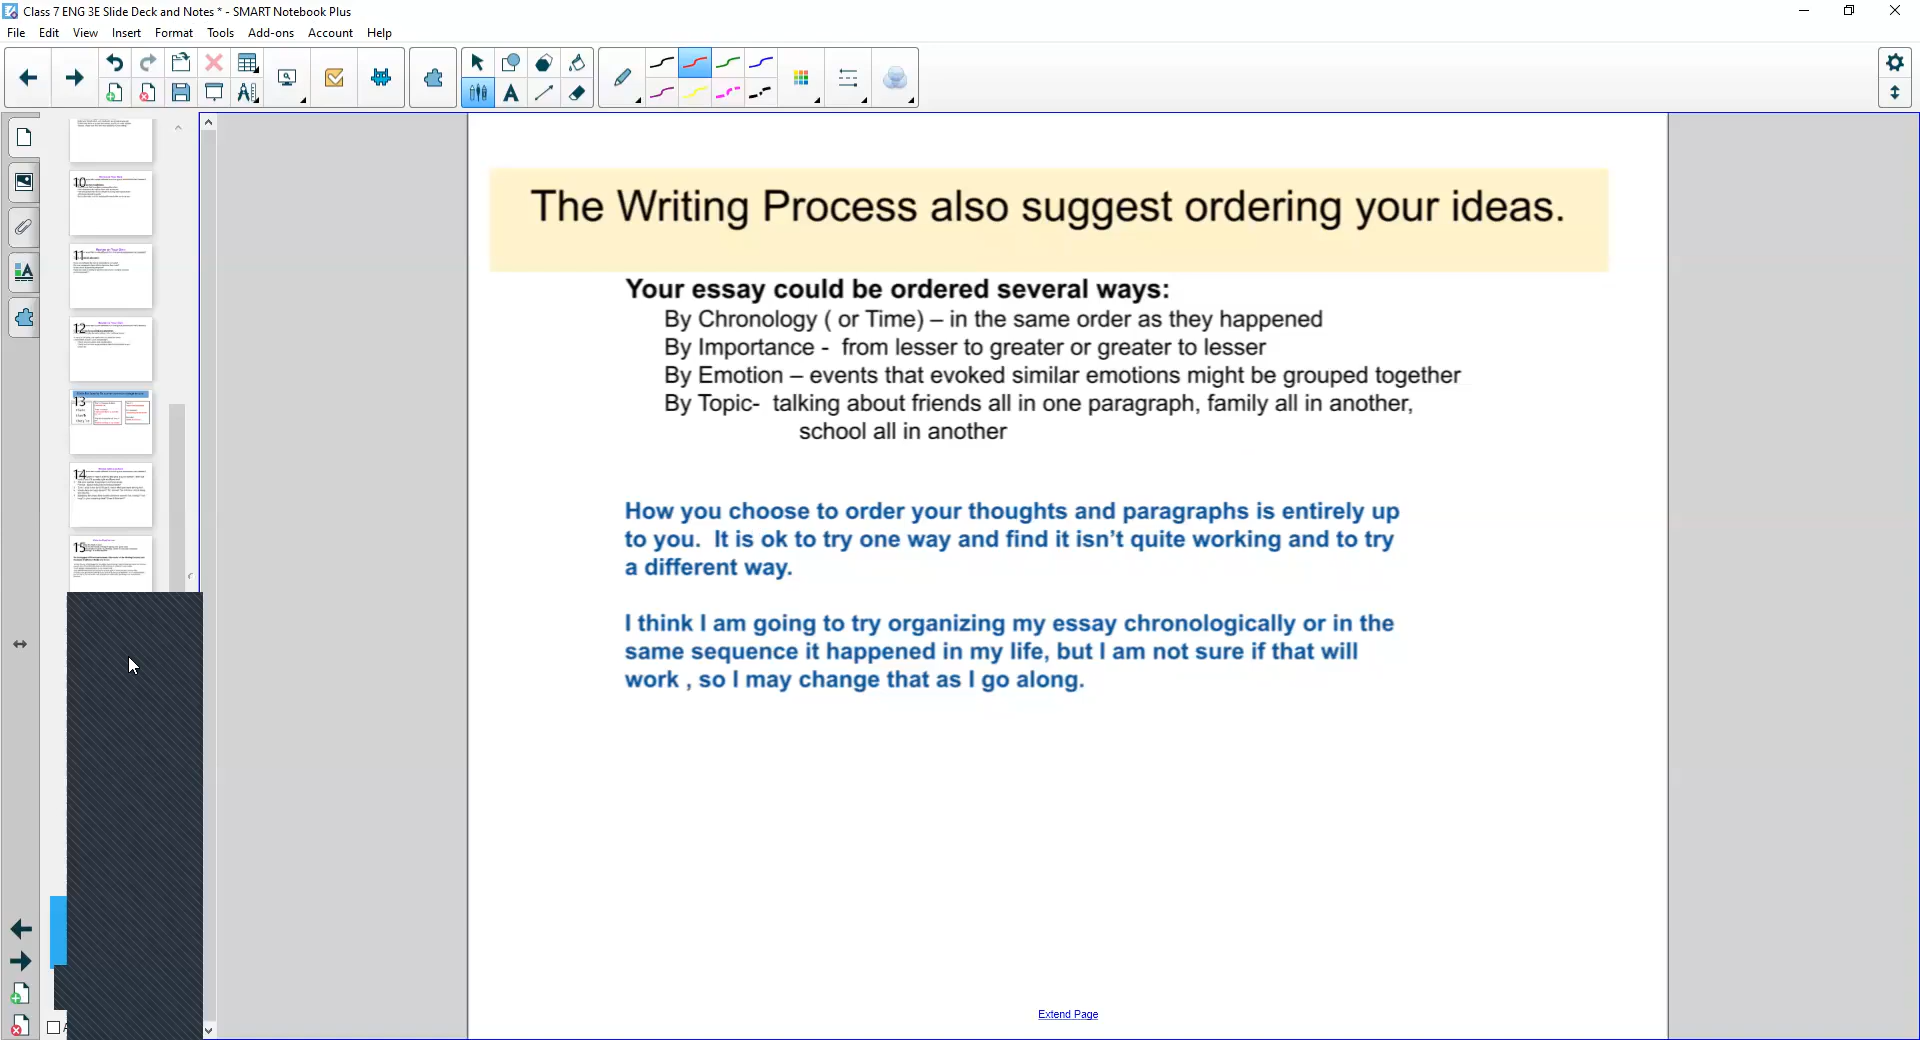 Class 7 ENG 3E Slide Deck and Notes * - SMART Notebook Plus
File Edit View Insert Format Tools Add-ons Account Help
10
11
12
13
14
15
The Writing Process also suggest ordering your ideas.
Your essay could be ordered several ways:
By Chronology ( or Time) – in the same order as they happened
By Importance - from lesser to greater or greater to lesser
By Emotion – events that evoked similar emotions might be grouped together
By Topic- talking about friends all in one paragraph, family all in another,
school all in another
How you choose to order your thoughts and paragraphs is entirely up
to you. It is ok to try one way and find it isn’t quite working and to try
a different way.
I think I am going to try organizing my essay chronologically or in the
same sequence it happened in my life, but I am not sure if that will
work , so I may change that as I go along.
Extend Page